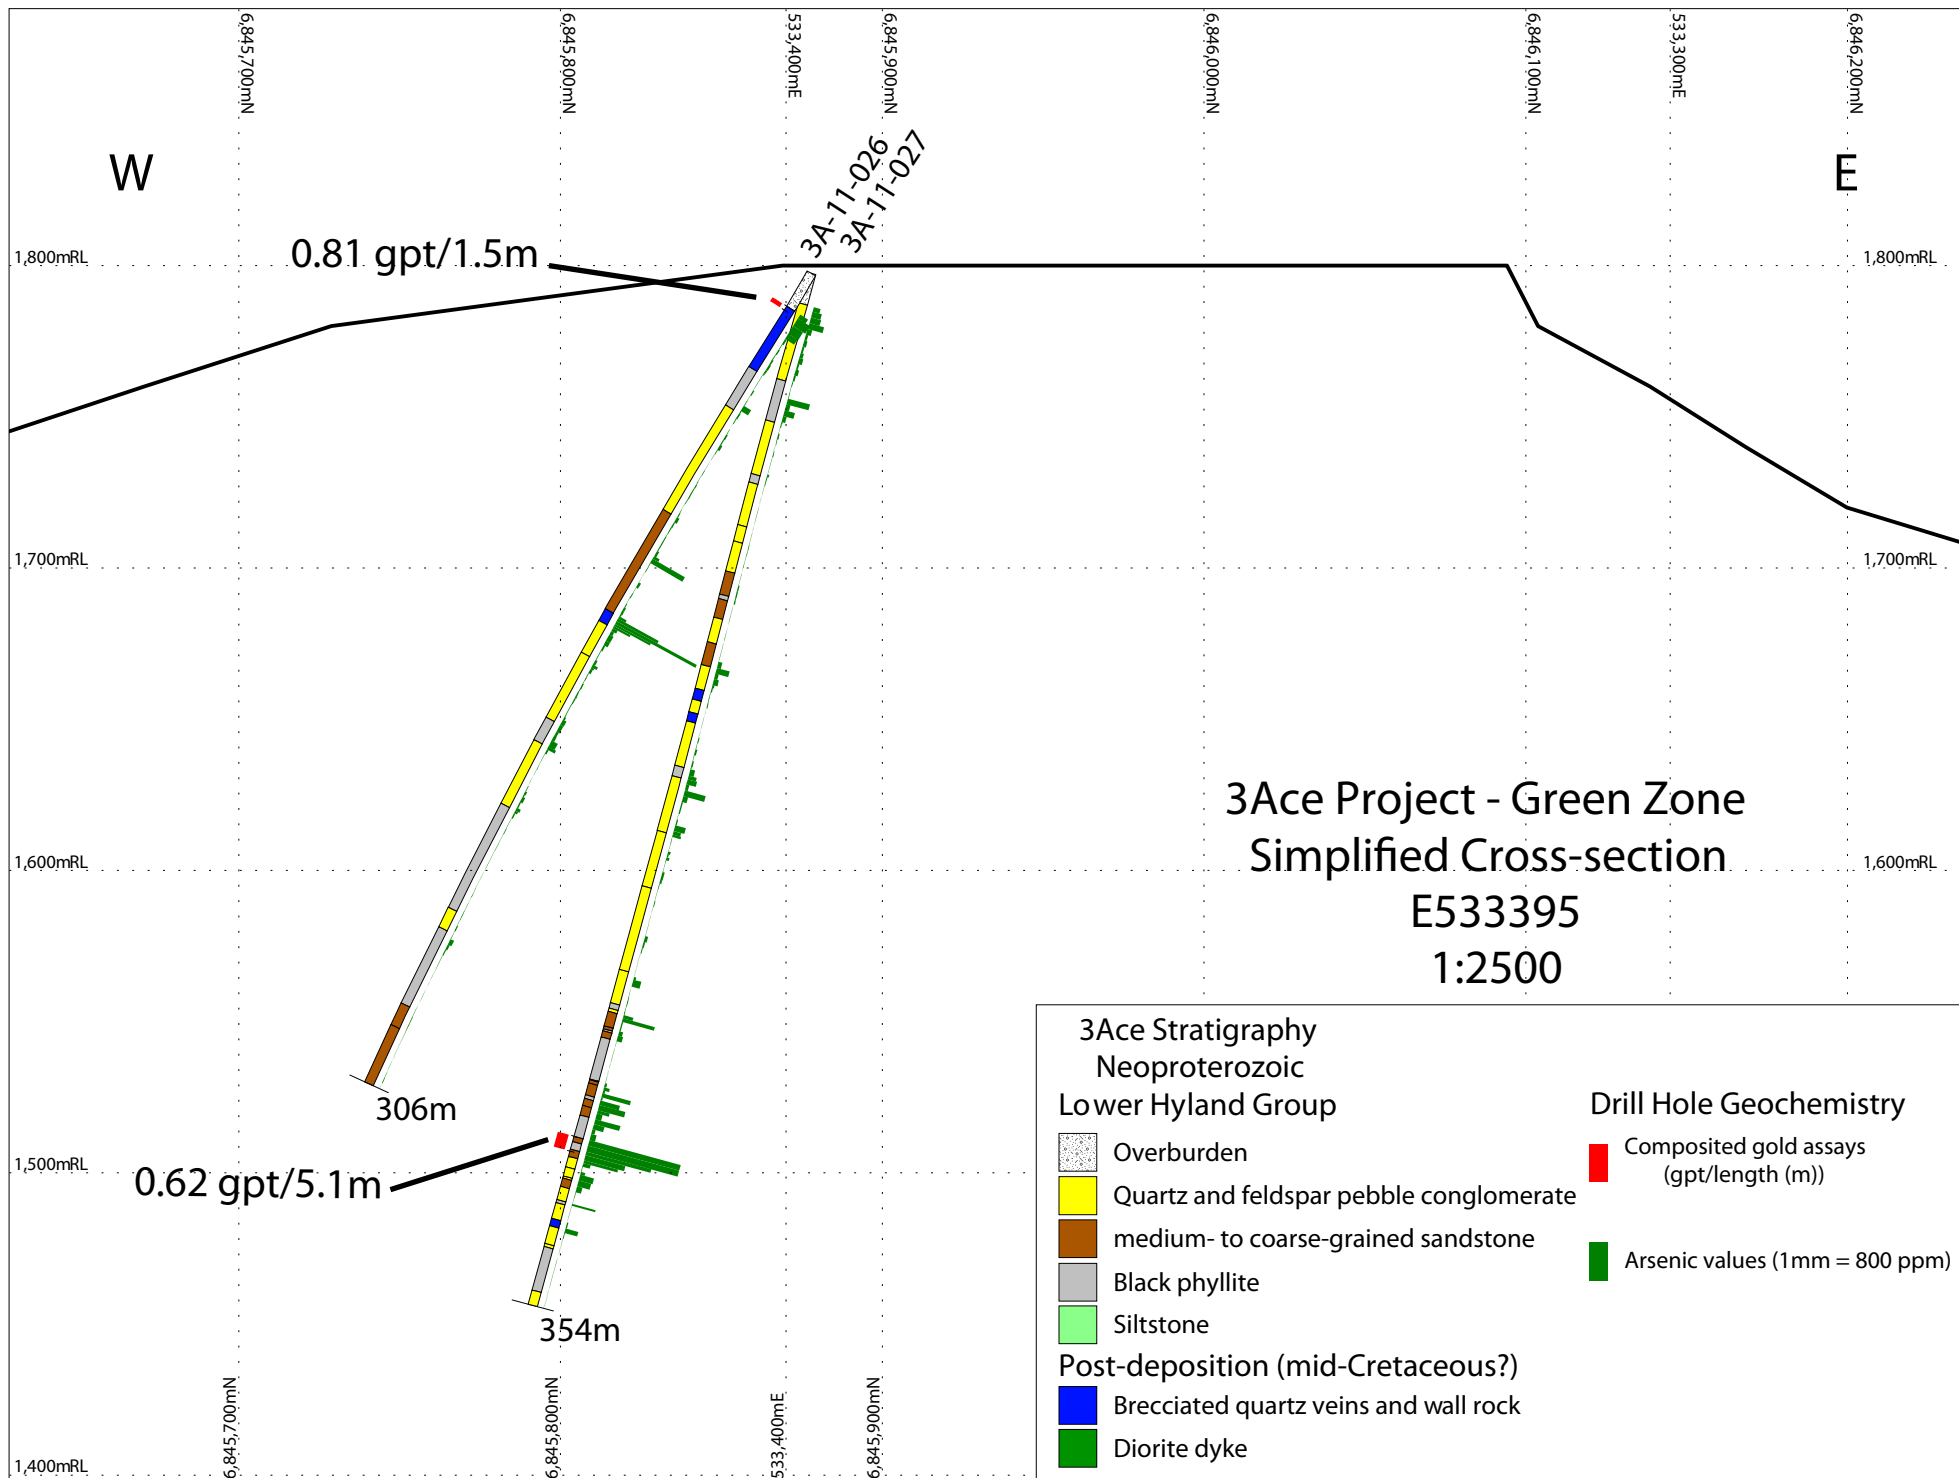 6,845,700mN
6,845,800mN
533,400mE
6,845,900mN
6,846,000mN
6,846,100mN
533,300mE
6,846,200mN
W
E
3A-11-026
3A-11-027
0.81 gpt/1.5m
1,800mRL
1,800mRL
1,700mRL
1,700mRL
1,600mRL
1,600mRL
3Ace Project - Green Zone
Simplified Cross-section
E533395
1:2500
306m
1,500mRL
0.62 gpt/5.1m
354m
3Ace Stratigraphy
Neoproterozoic
Lower Hyland Group
Overburden
Quartz and feldspar pebble conglomerate
medium- to coarse-grained sandstone
Black phyllite
Siltstone
Post-deposition (mid-Cretaceous?)
Brecciated quartz veins and wall rock
Diorite dyke
Drill Hole Geochemistry
Composited gold assays
(gpt/length (m))
Arsenic values (1mm = 800 ppm)
6,845,700mN
6,845,800mN
533,400mE
6,845,900mN
1,400mRL